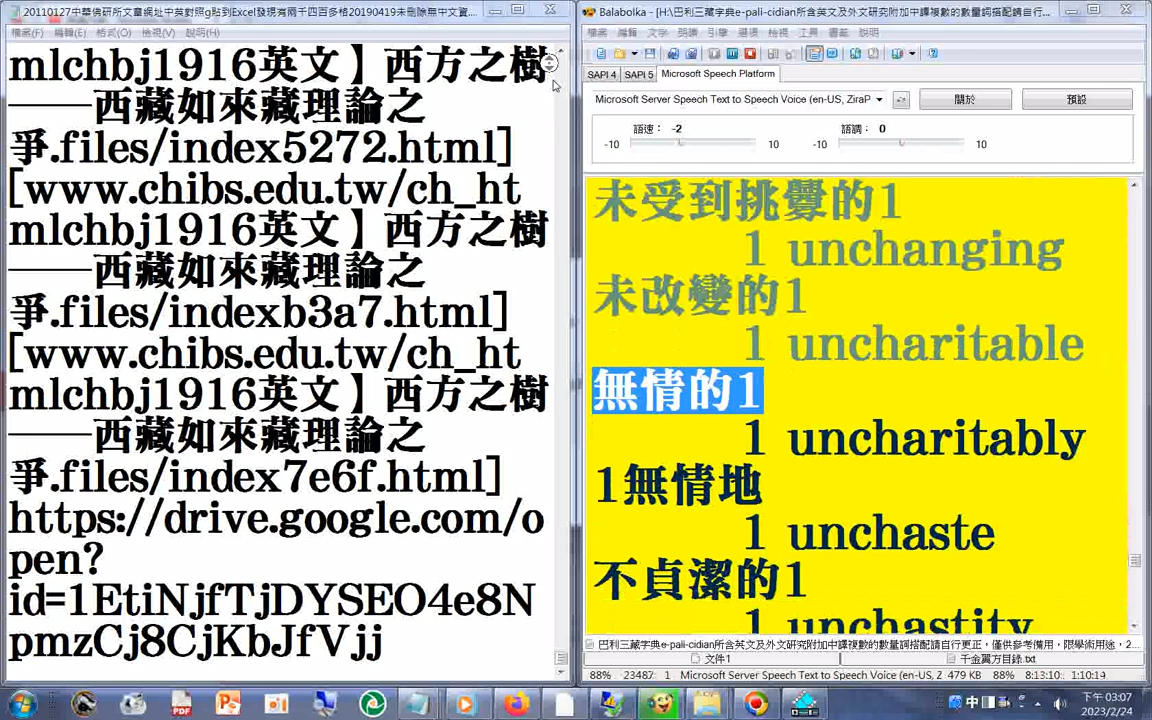 20110127中華佛研所文章網址中英對照g點到Excel發現有兩千四百多格20190419未刪除無中文資...
檔案(F) 編輯(E) 格式(O) 檢視(V) 說明(H)
mlchbj1916英文】西方之樹
——西藏如來藏理論之
爭.files/index5272.html]
[www.chibs.edu.tw/ch_ht
mlchbj1916英文】西方之樹
——西藏如來藏理論之
爭.files/indexb3a7.html]
[www.chibs.edu.tw/ch_ht
mlchbj1916英文】西方之樹
——西藏如來藏理論之
爭.files/index7e6f.html]
https://drive.google.com/o
pen?
id=1EtiNjfTjDYSEO4e8N
pmzCj8CjKbJfVjj
Balabolka - [H:\巴利三藏字典e-pali-cidian所含英文及外文研究附加中譯複數的數量詞搭配請自行...
檔案 編輯 朗讀 引擎 選項 檢視 工具 書籤 說明
SAPI 4 SAPI 5 Microsoft Speech Platform
Microsoft Server Speech Text to Speech Voice (en-US, ZiraP
關於 預設
語速： -2 語調： 0
-10 10 -10 10
未受到挑釁的1
1 unchanging
未改變的1
1 uncharitable
無情的1
1 uncharitably
1無情地
1 unchaste
不貞潔的1
1 unchastity
巴利三藏字典e-pali-cidian所含英文及外文研究附加中譯複數的數量詞搭配請自行更正，僅供參考備用，限學術用途，2...
文件1 千金翼方目錄.txt
88% 23487: 1 Microsoft Server Speech Text to Speech Voice (en-US, ZiraP 479 KB 88% 8:13:10 1:10:14
下午 03:07
2023/2/24